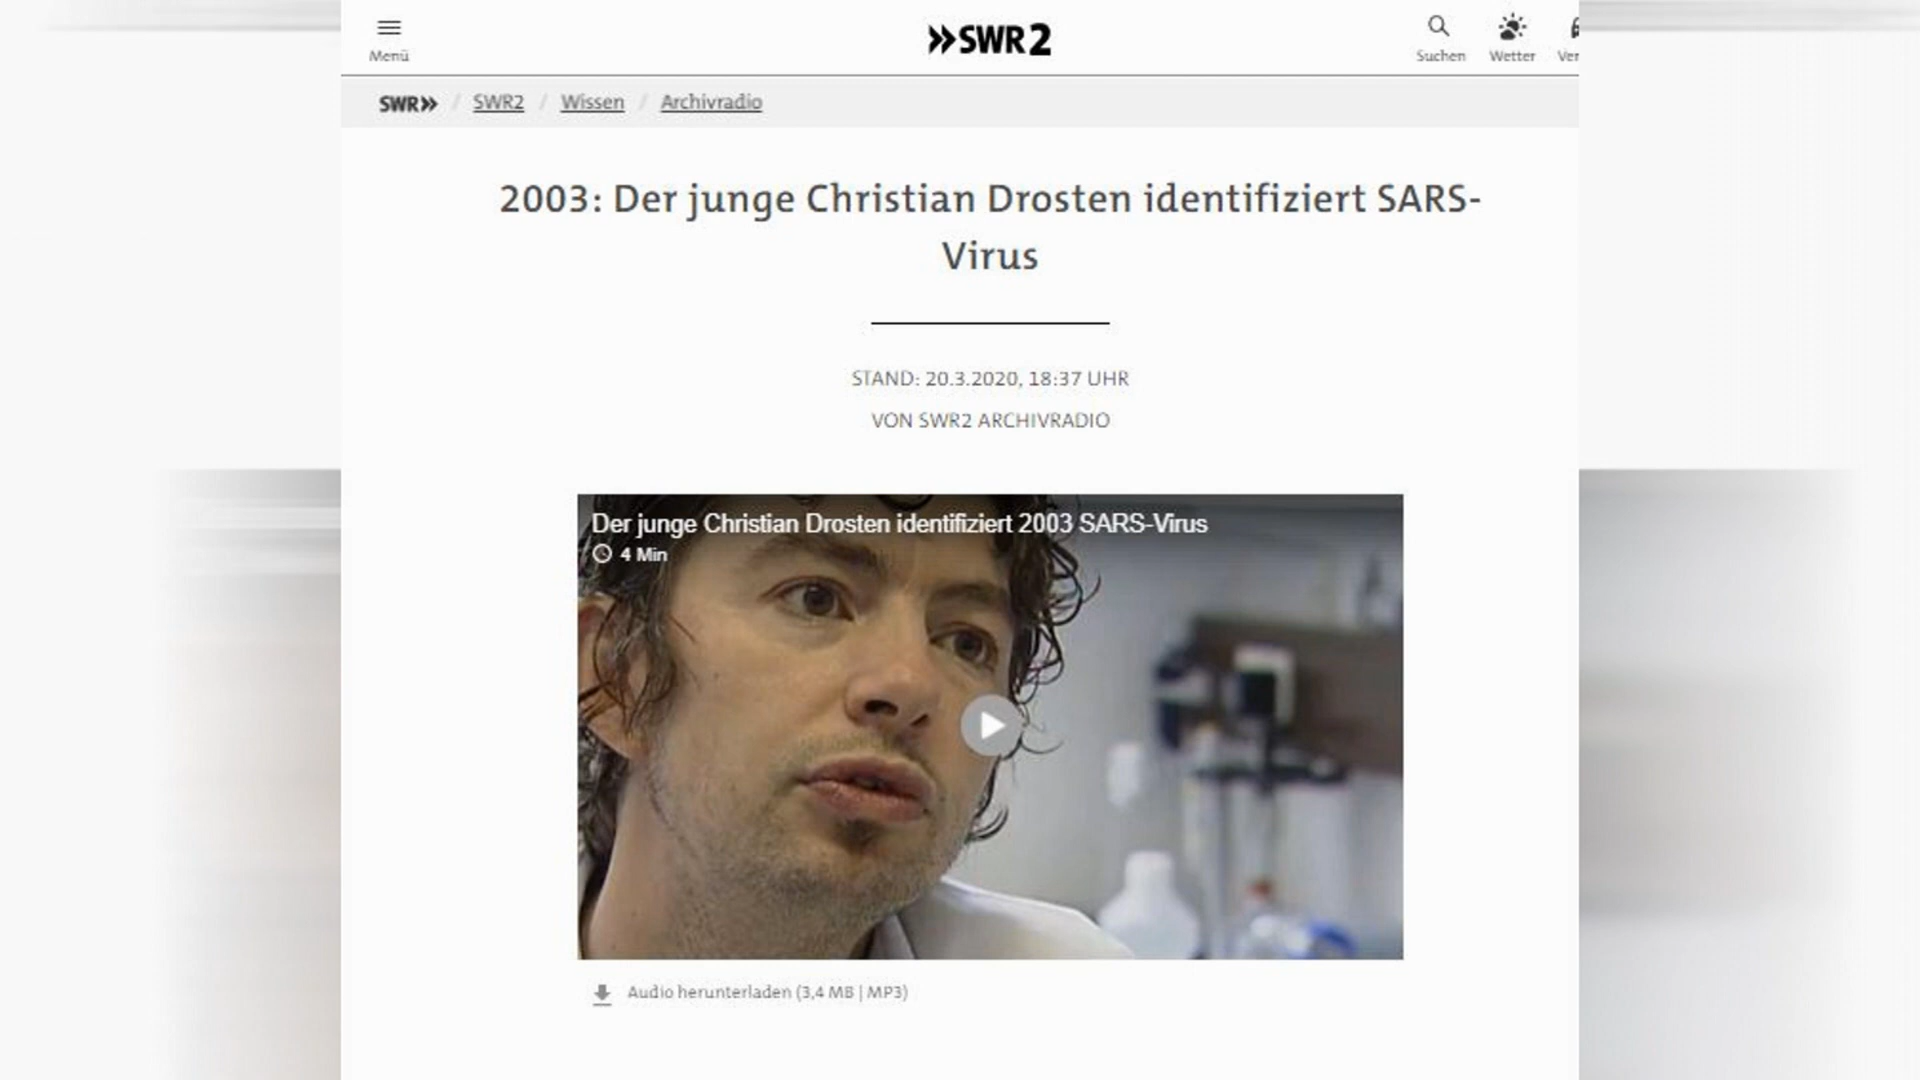 Menü
SWR2
Suchen
Wetter
Ver
SWR / SWR2 / Wissen / Archivradio
2003: Der junge Christian Drosten identifiziert SARS-
Virus
STAND: 20.3.2020, 18:37 UHR
VON SWR2 ARCHIVRADIO
Der junge Christian Drosten identifiziert 2003 SARS-Virus
4 Min
Audio herunterladen (3,4 MB | MP3)